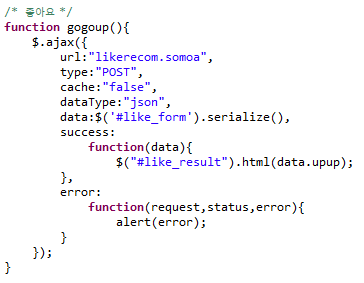 /* 좋아요 */
function gogoup(){
    $.ajax({
        url:"likerecom.somoa",
        type:"POST",
        cache:"false",
        dataType:"json",
        data:$('#like_form').serialize(),
        success:
            function(data){
                $("#like_result").html(data.upup);
        },
        error:
            function(request,status,error){
                alert(error);
        }
    });
}